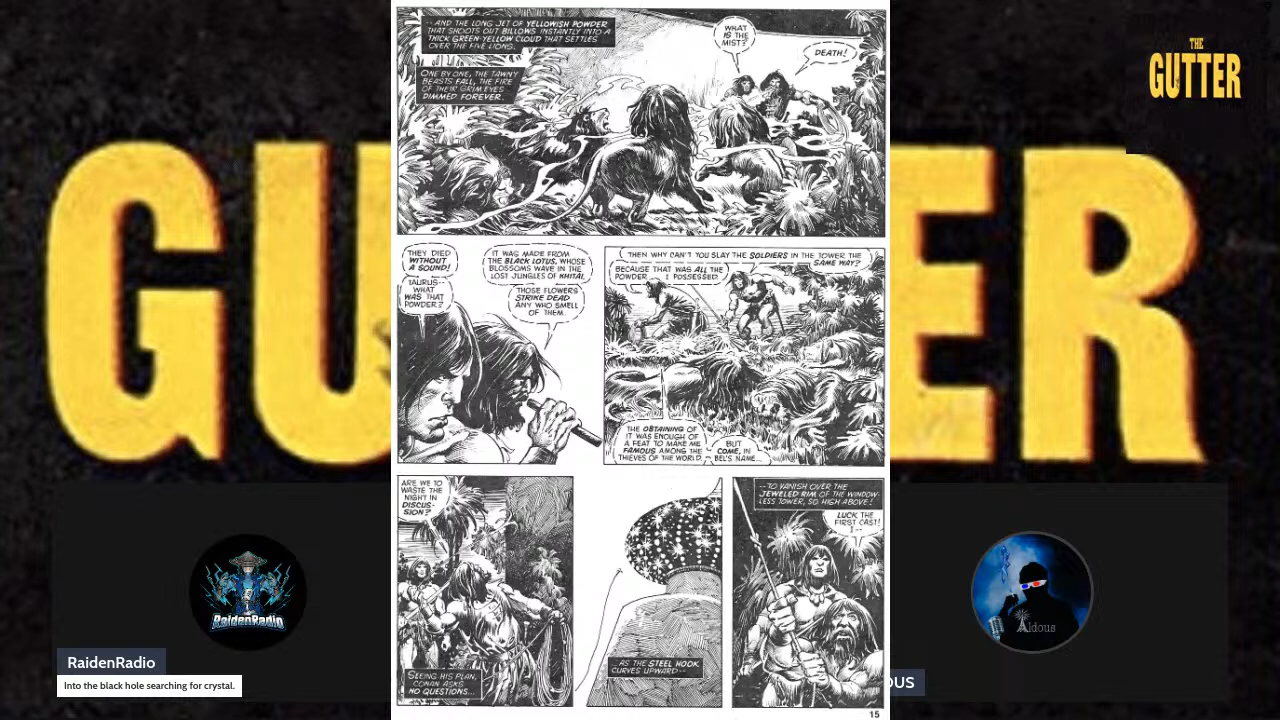 --AND THE LONG JET OF YELLOWISH POWDER
THAT SHOOTS OUT BILLOWS INSTANTLY INTO A
THICK GREEN-YELLOW CLOUD THAT SETTLES
OVER THE FIVE LIONS.
WHAT
IS THE
MIST?
DEATH!
ONE BY ONE, THE TAWNY
BEASTS FALL, THE FIRE
OF THEIR GRIM EYES
DIMMED FOREVER.
THE
GUTTER
GU
ER
THEY DIED
WITHOUT
A SOUND!
TAURUS--
WHAT
WAS THAT
POWDER?
IT WAS MADE FROM
THE BLACK LOTUS, WHOSE
BLOSSOMS WAVE IN THE
LOST JUNGLES OF KHITAI.
THOSE FLOWERS
STRIKE DEAD
ANY WHO SMELL
OF THEM.
THEN WHY CAN'T YOU SLAY THE SOLDIERS IN THE TOWER THE
SAME WAY?
BECAUSE THAT WAS ALL THE
POWDER I POSSESSED.
THE OBTAINING OF
IT WAS ENOUGH OF
A FEAT TO MAKE ME
FAMOUS AMONG THE
THIEVES OF THE WORLD.
BUT
COME, IN
BEL'S NAME--
ARE WE TO
WASTE THE
NIGHT IN
DISCUS-
SION?
SEEING HIS PLAN,
CONAN ASKS
NO QUESTIONS...
...AS THE STEEL HOOK
CURVES UPWARD--
--TO VANISH OVER THE
JEWELED RIM OF THE WINDOW-
LESS TOWER, SO HIGH ABOVE!
LUCK THE
FIRST CAST!
I--
15
RaidenRadio
RaidenRadio
Into the black hole searching for crystal.
Aldous
OUS